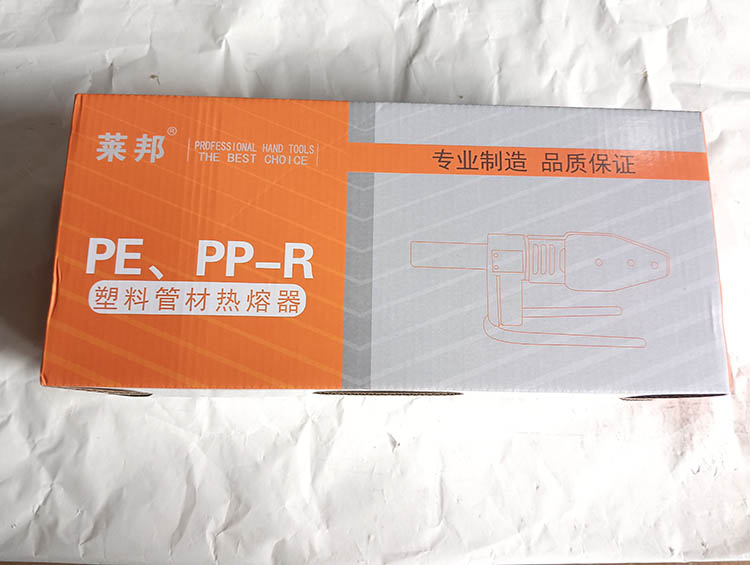 莱邦®
PROFESSIONAL HAND TOOLS
THE BEST CHOICE
专业制造 品质保证
PE、PP-R
塑料管材热熔器